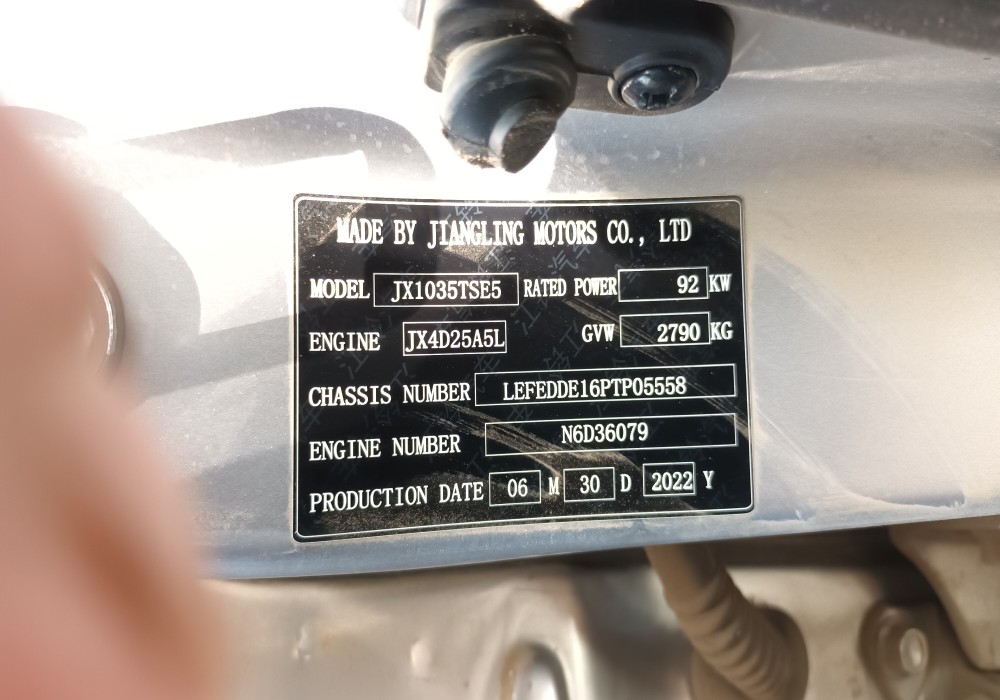 MADE BY JIANGLING MOTORS CO., LTD
MODEL JX1035TSE5 RATED POWER 92 KW
ENGINE JX4D25A5L GVW 2790 KG
CHASSIS NUMBER LEFEDDE16PTP05558
ENGINE NUMBER N6D36079
PRODUCTION DATE 06 M 30 D 2022 Y